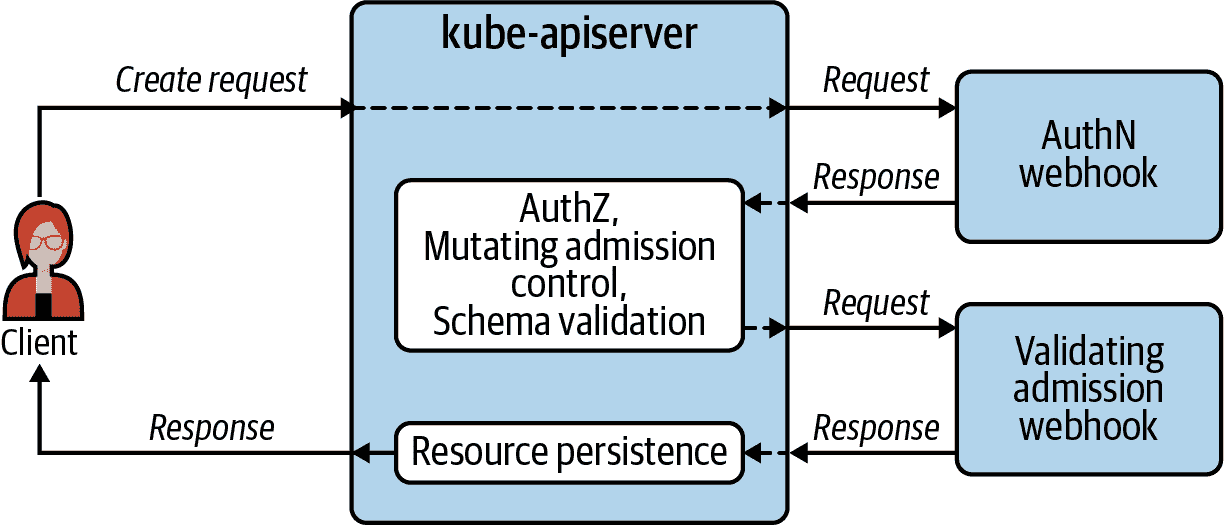 kube-apiserver
Create request
Request
AuthN
webhook
Response
AuthZ,
Mutating admission
control,
Schema validation
Request
Client
Validating
admission
webhook
Response
Response
Resource persistence